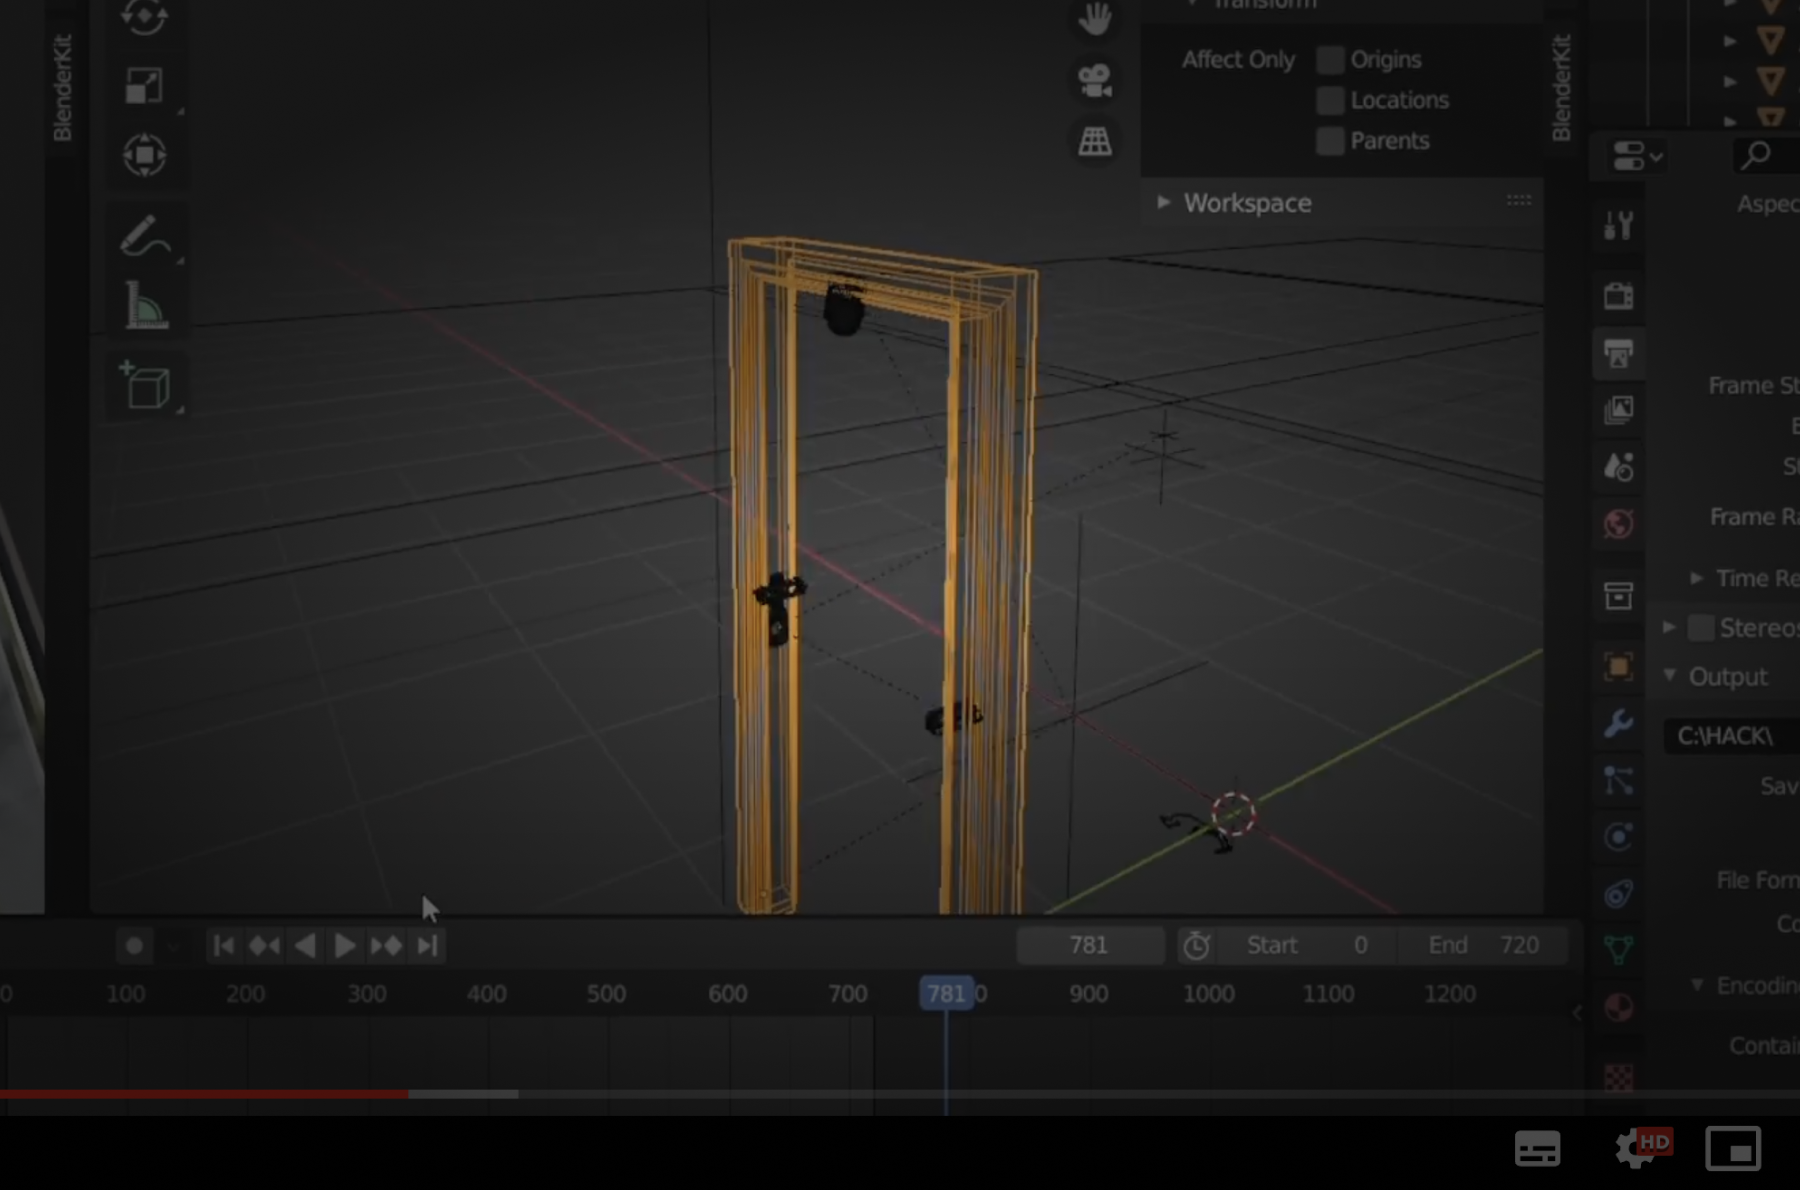 Transform
BlenderKit
Affect Only Origins
Locations
Parents
BlenderKit
Workspace
Aspec
Frame St
E
St
Frame Ra
Time Re
Stereos
Output
C:\HACK\
Sav
File Forn
Co
Encoding
Contai
781 Start 0 End 720
0 100 200 300 400 500 600 700 781 0 900 1000 1100 1200
HD